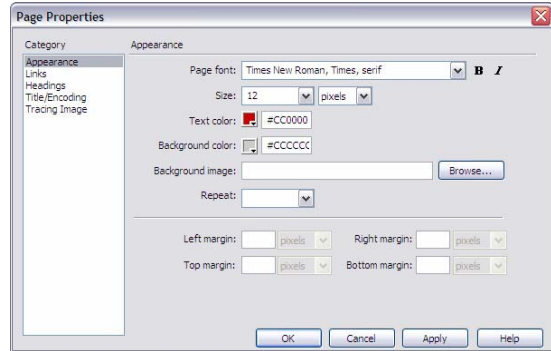 Page Properties
Category
Appearance
Links
Headings
Title/Encoding
Tracing Image
Appearance
Page font: Times New Roman, Times, serif B I
Size: 12 pixels
Text color: #CC0000
Background color: #CCCCCC
Background image: Browse...
Repeat:
Left margin: pixels Right margin: pixels
Top margin: pixels Bottom margin: pixels
OK Cancel Apply Help